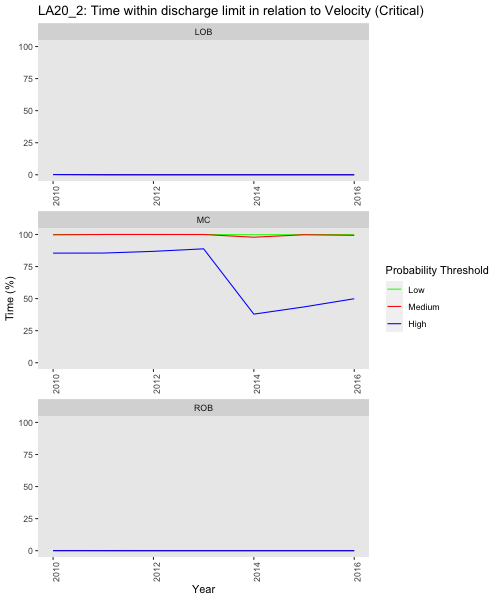 LA20_2: Time within discharge limit in relation to Velocity (Critical)
LOB
100
75
50
25
0
2010
2012
2014
2016
MC
100
75
50
25
0
2010
2012
2014
2016
ROB
100
75
50
25
0
2010
2012
2014
2016
Time (%)
Year
Probability Threshold
Low
Medium
High